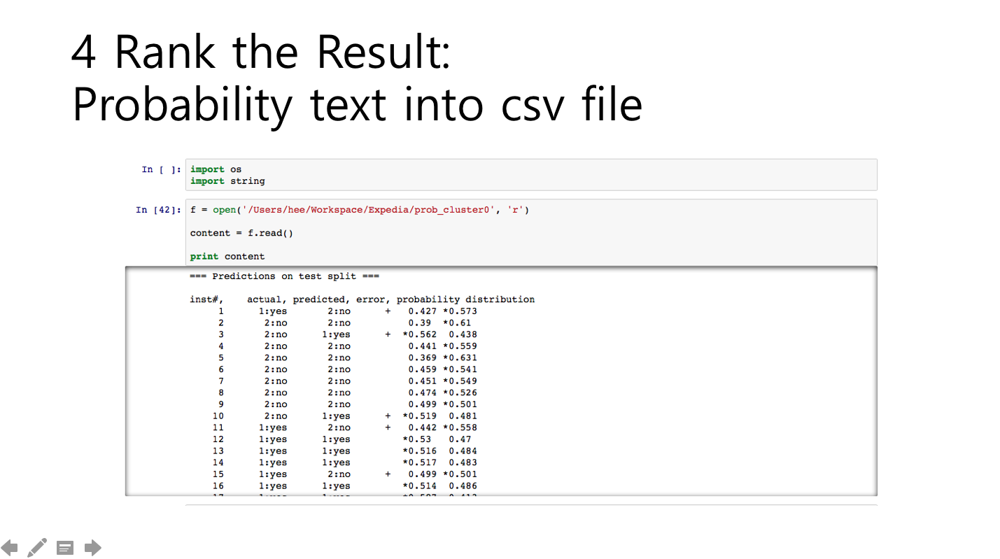 4 Rank the Result:
Probability text into csv file
In [ ]: import os
import string
In [42]: f = open('/Users/hee/Workspace/Expedia/prob_cluster0', 'r')
content = f.read()
print content
=== Predictions on test split ===
inst#, actual, predicted, error, probability distribution
1 1:yes 2:no + 0.427 *0.573
2 2:no 2:no 0.39 *0.61
3 2:no 1:yes + *0.562 0.438
4 2:no 2:no 0.441 *0.559
5 2:no 2:no 0.369 *0.631
6 2:no 2:no 0.459 *0.541
7 2:no 2:no 0.451 *0.549
8 2:no 2:no 0.474 *0.526
9 2:no 2:no 0.499 *0.501
10 2:no 1:yes + *0.519 0.481
11 1:yes 2:no + 0.442 *0.558
12 1:yes 1:yes *0.53 0.47
13 1:yes 1:yes *0.516 0.484
14 1:yes 1:yes *0.517 0.483
15 1:yes 2:no + 0.499 *0.501
16 1:yes 1:yes *0.514 0.486